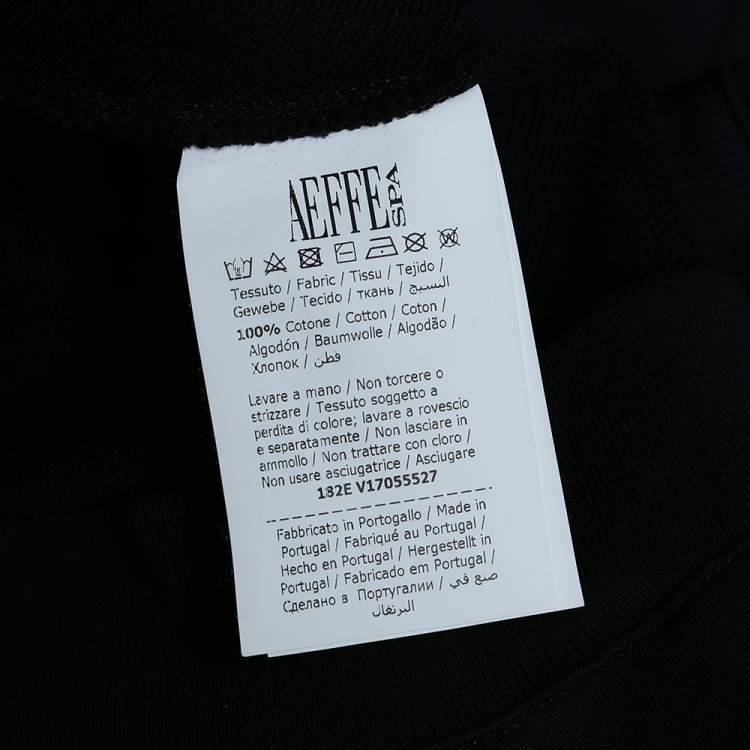 AEFFE SPA
Tessuto / Fabric / Tissu / Tejido /
Gewebe / Tecido / ткань / النسيج
100% Cotone / Cotton / Coton /
Algodón / Baumwolle / Algodão /
Хлопок / قطن
Lavare a mano / Non torcere o
strizzare / Tessuto soggetto a
perdita di colore; lavare a rovescio
e separatamente / Non lasciare in
ammollo / Non trattare con cloro /
Non usare asciugatrice / Asciugare
182E V17055527
Fabbricato in Portogallo / Made in
Portugal / Fabriqué au Portugal /
Hecho en Portugal / Hergestellt in
Portugal / Fabricado em Portugal /
Сделано в Португалии / صنع في
البرتغال